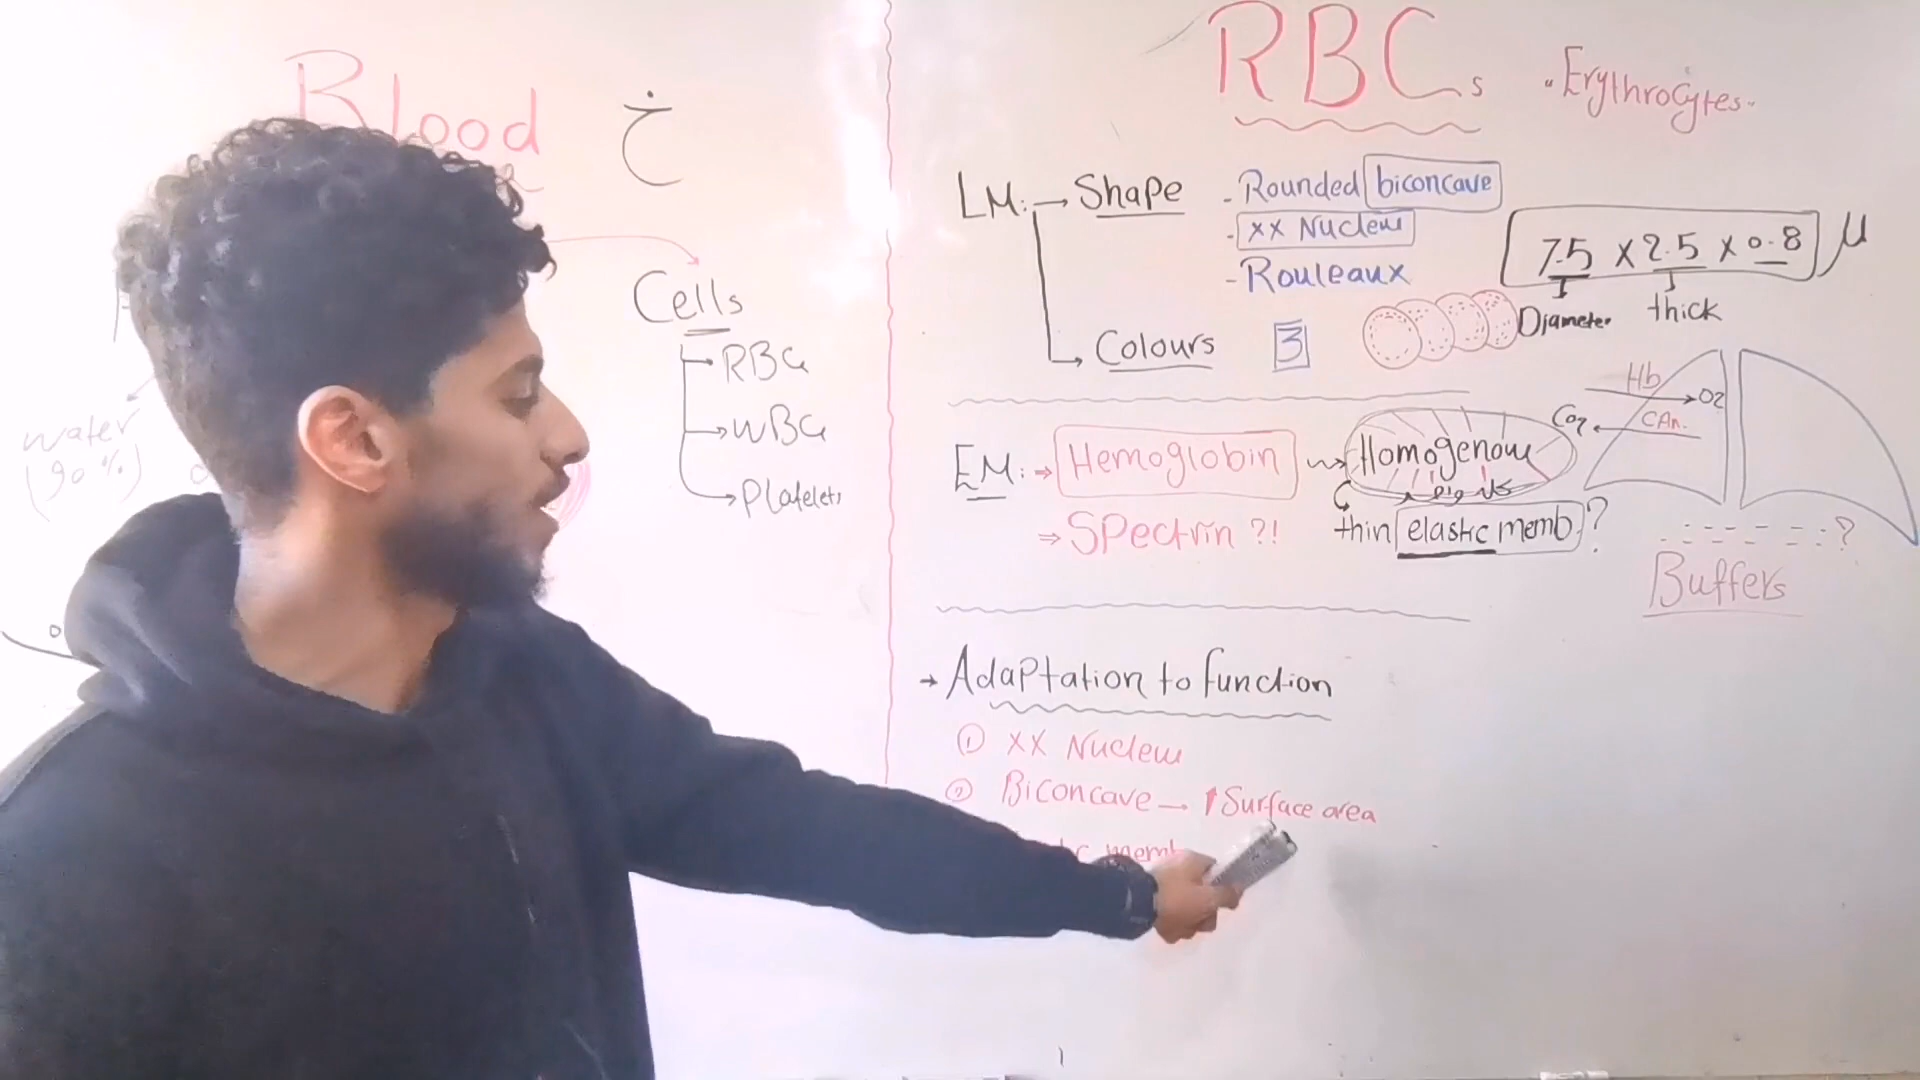 Blood خ
Cells
RBCs
WBCs
Platelets
water
(90 %)
RBCs "Erythrocytes"
LM: → Shape
- Rounded biconcave
- xx Nucleus
- Rouleaux
7.5 x 2.5 x 0.8 μ
Diameter
thick
→ Colours 3
Hb
O2
CO2
CAn.
EM: ⇒ Hemoglobin → Homogenous
⇒ Spectrin ?!
thin elastic memb ?
- - - - - - ?
Buffers
→ Adaptation to function
① xx Nucleus
② Biconcave → ↑ Surface area
memb